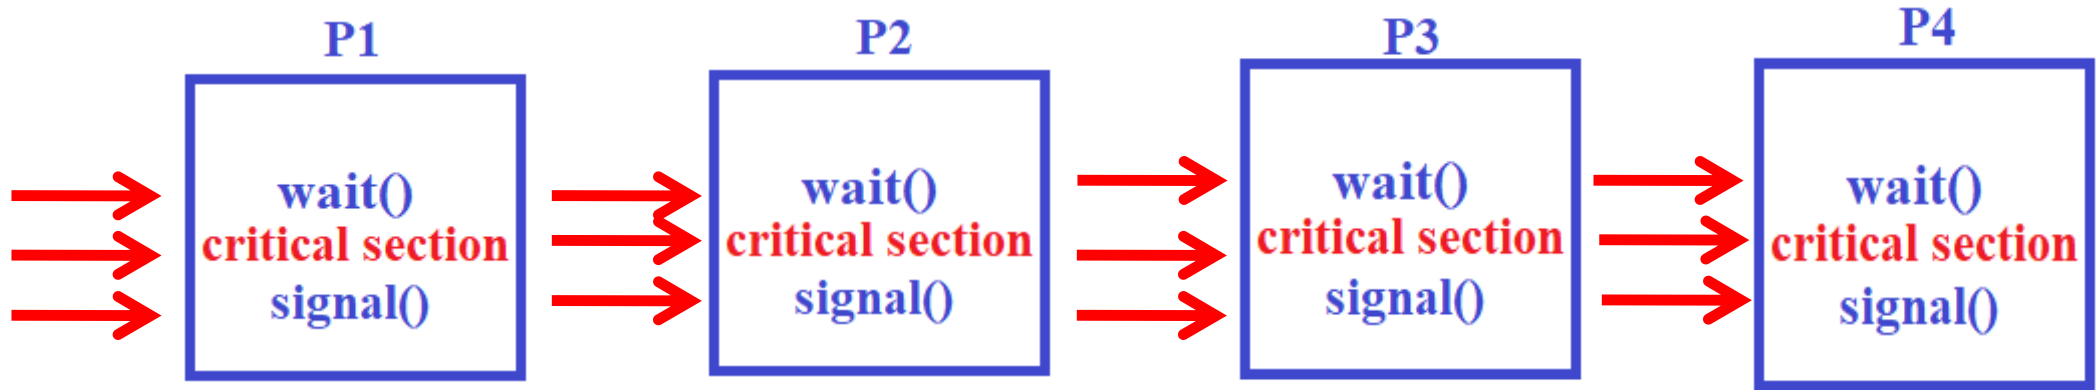 P1
wait()
critical section
signal()
P2
wait()
critical section
signal()
P3
wait()
critical section
signal()
P4
wait()
critical section
signal()